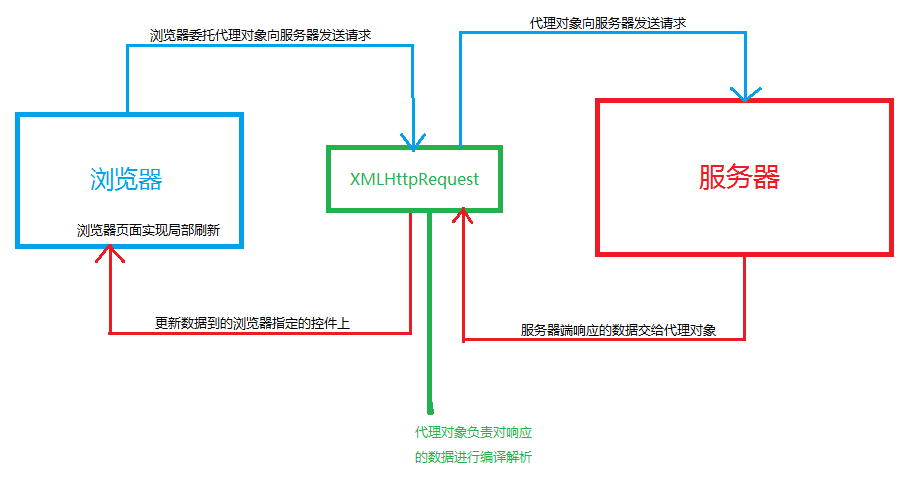 代理对象向服务器发送请求
浏览器委托代理对象向服务器发送请求
浏览器
XMLHttpRequest
服务器
浏览器页面实现局部刷新
更新数据到的浏览器指定的控件上
服务器端响应的数据交给代理对象
代理对象负责对响应
的数据进行编译解析